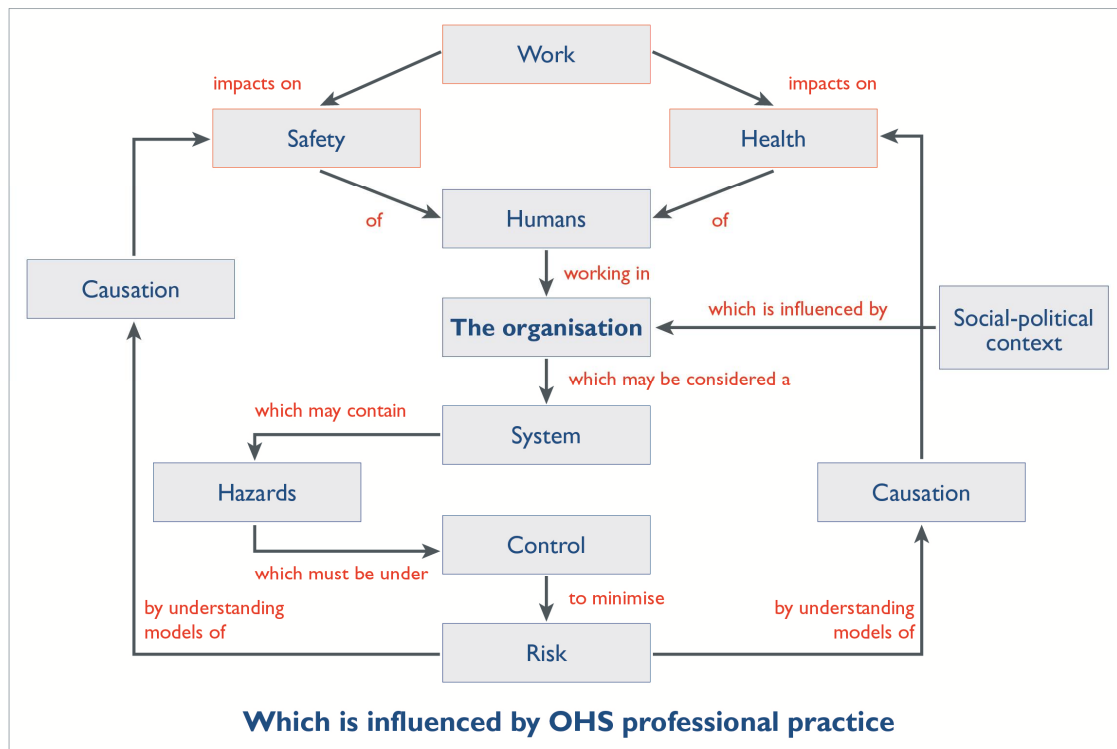 Work
impacts on
impacts on
Safety
Health
of
Humans
of
working in
Causation
The organisation
which is influenced by
Social-political
context
which may be considered a
which may contain
System
Hazards
Causation
Control
which must be under
to minimise
by understanding
models of
by understanding
models of
Risk
Which is influenced by OHS professional practice